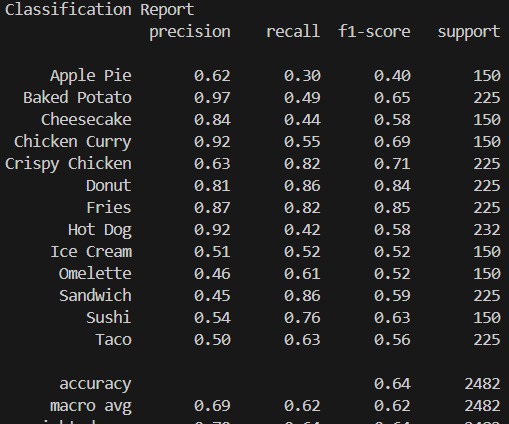 Classification Report
precision recall f1-score support
Apple Pie 0.62 0.30 0.40 150
Baked Potato 0.97 0.49 0.65 225
Cheesecake 0.84 0.44 0.58 150
Chicken Curry 0.92 0.55 0.69 150
Crispy Chicken 0.63 0.82 0.71 225
Donut 0.81 0.86 0.84 225
Fries 0.87 0.82 0.85 225
Hot Dog 0.92 0.42 0.58 232
Ice Cream 0.51 0.52 0.52 150
Omelette 0.46 0.61 0.52 150
Sandwich 0.45 0.86 0.59 225
Sushi 0.54 0.76 0.63 150
Taco 0.50 0.63 0.56 225
accuracy 0.64 2482
macro avg 0.69 0.62 0.62 2482